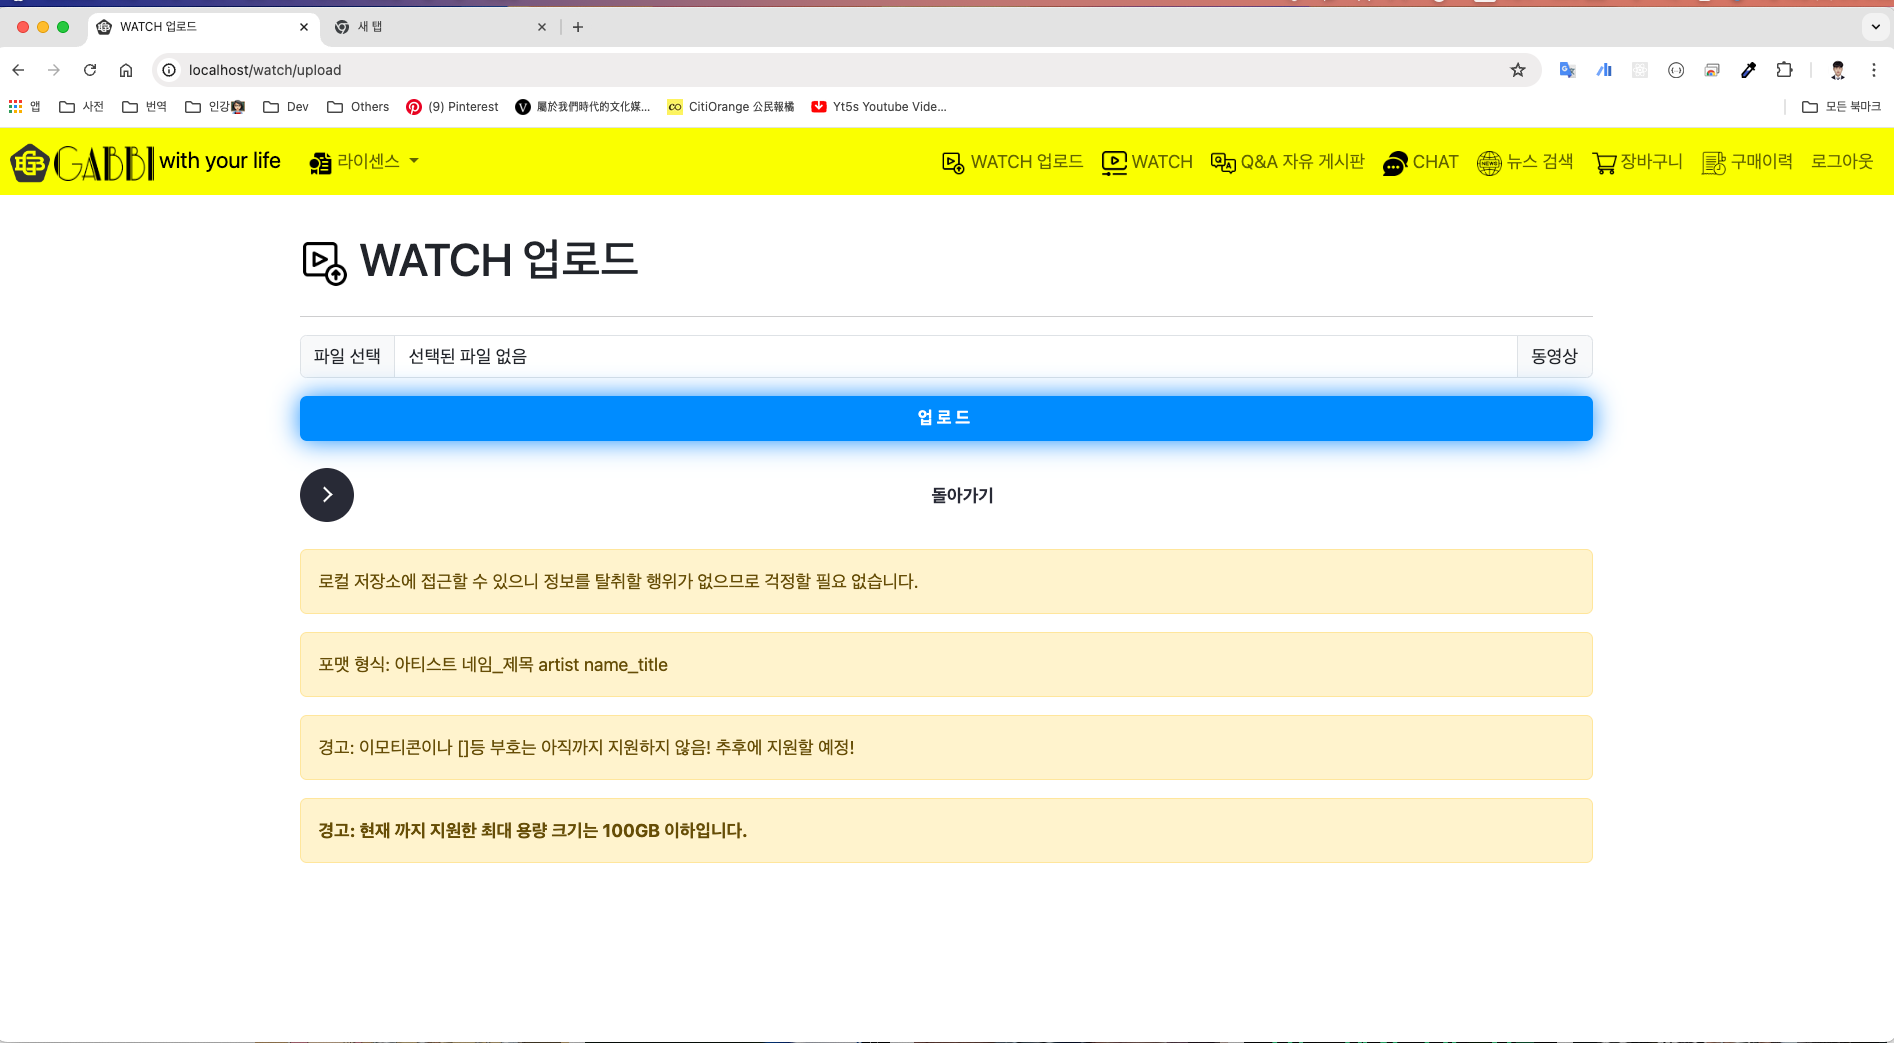 WATCH 업로드
새 탭
localhost/watch/upload
앱 사전 번역 인강 Dev Others (9) Pinterest 屬於我們時代的文化媒... CitiOrange 公民報橘 Yt5s Youtube Vide... 모든 북마크
GABBI with your life 라이센스 WATCH 업로드 WATCH Q&A 자유 게시판 CHAT 뉴스 검색 장바구니 구매이력 로그아웃
WATCH 업로드
파일 선택 선택된 파일 없음 동영상
업로드
돌아가기
로컬 저장소에 접근할 수 있으니 정보를 탈취할 행위가 없으므로 걱정할 필요 없습니다.
포맷 형식: 아티스트 네임_제목 artist name_title
경고: 이모티콘이나 []등 부호는 아직까지 지원하지 않음! 추후에 지원할 예정!
경고: 현재 까지 지원한 최대 용량 크기는 100GB 이하입니다.